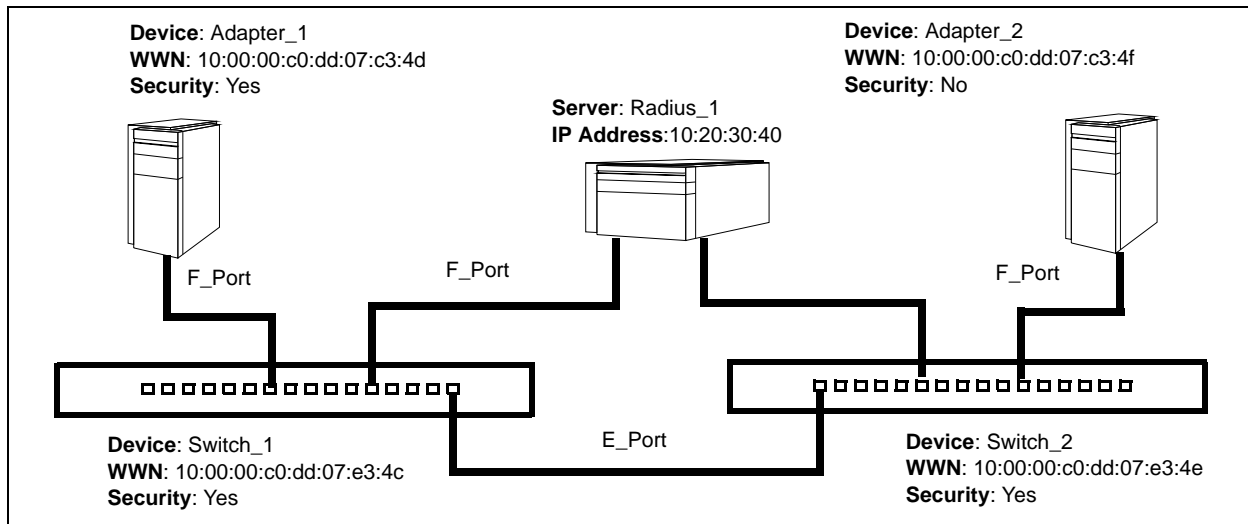 Device: Adapter_1
WWN: 10:00:00:c0:dd:07:c3:4d
Security: Yes
Device: Adapter_2
WWN: 10:00:00:c0:dd:07:c3:4f
Security: No
Server: Radius_1
IP Address:10:20:30:40
F_Port
F_Port
F_Port
E_Port
Device: Switch_1
WWN: 10:00:00:c0:dd:07:e3:4c
Security: Yes
Device: Switch_2
WWN: 10:00:00:c0:dd:07:e3:4e
Security: Yes